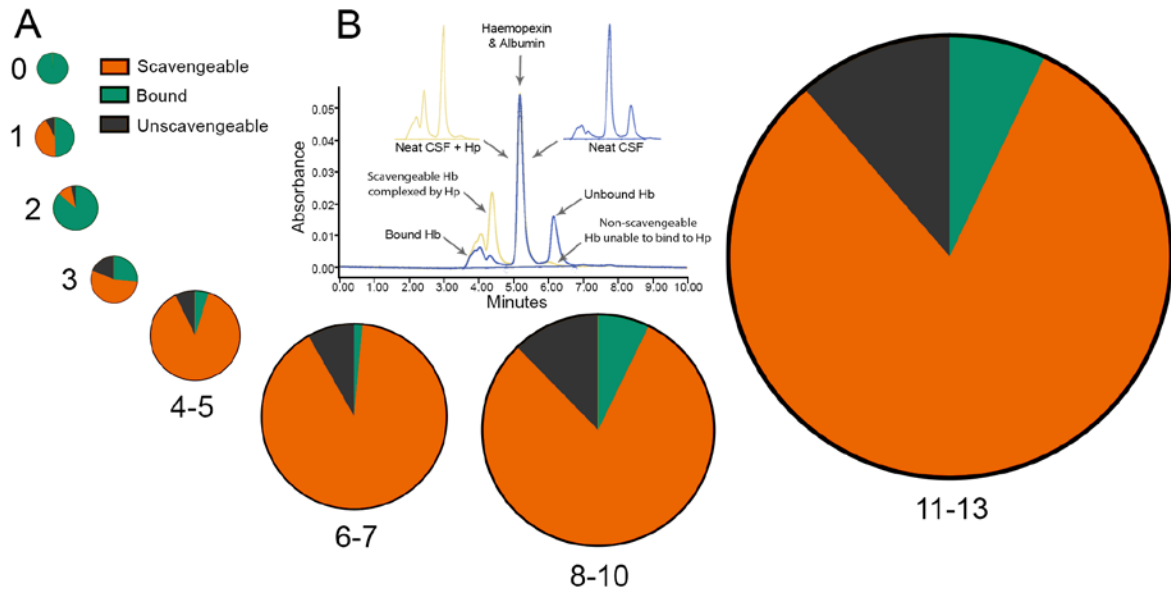 A
0
1
2
3
4-5
6-7
8-10
11-13
Scavengeable
Bound
Unscavengeable
B
Haemopexin
& Albumin
Neat CSF + Hp
Neat CSF
Scavengeable Hb
complexed by Hp
Bound Hb
Unbound Hb
Non-scavengeable
Hb unable to bind to Hp
Absorbance
0.05
0.04
0.03
0.02
0.01
0.00
0.00 1.00 2.00 3.00 4.00 5.00 6.00 7.00 8.00 9.00 10.00
Minutes